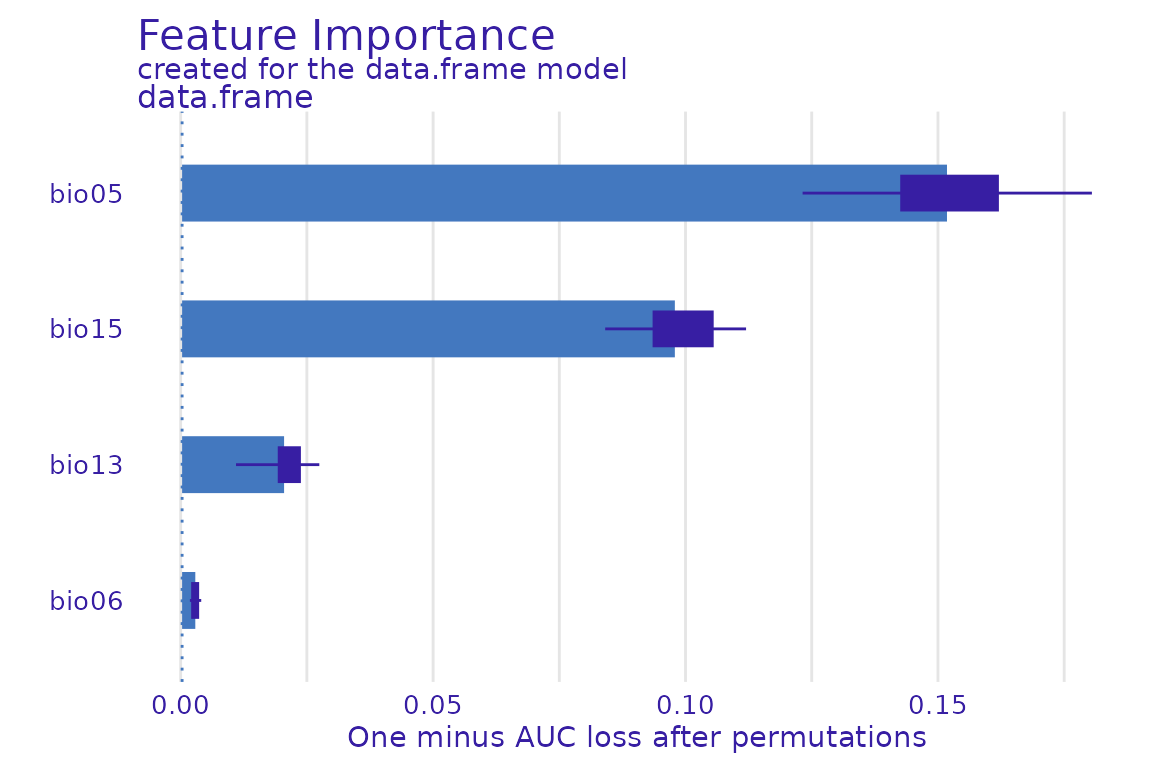 Feature Importance
created for the data.frame model
data.frame
bio05
bio15
bio13
bio06
0.00 0.05 0.10 0.15
One minus AUC loss after permutations